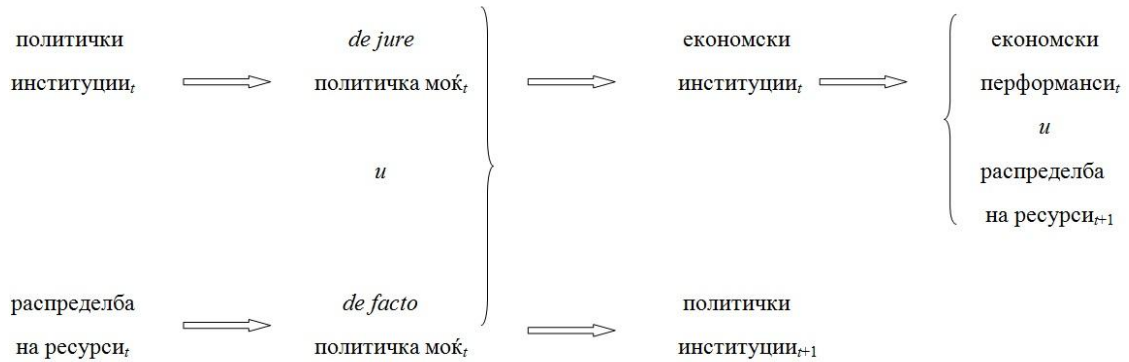 политички
институцииt
de jure
политичка моќt
и
економски
институцииt
економски
перформансиt
и
распределба
на ресурсиt+1
распределба
на ресурсиt
de facto
политичка моќt
политички
институцииt+1